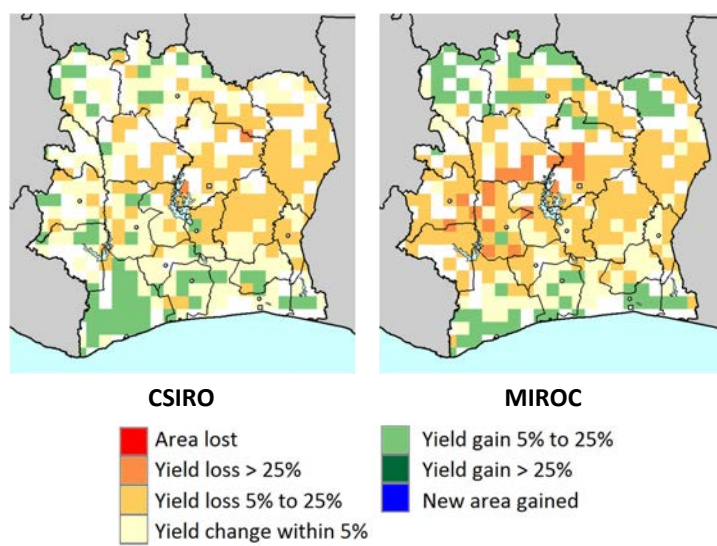 CSIRO
MIROC
Area lost
Yield loss > 25%
Yield loss 5% to 25%
Yield change within 5%
Yield gain 5% to 25%
Yield gain > 25%
New area gained